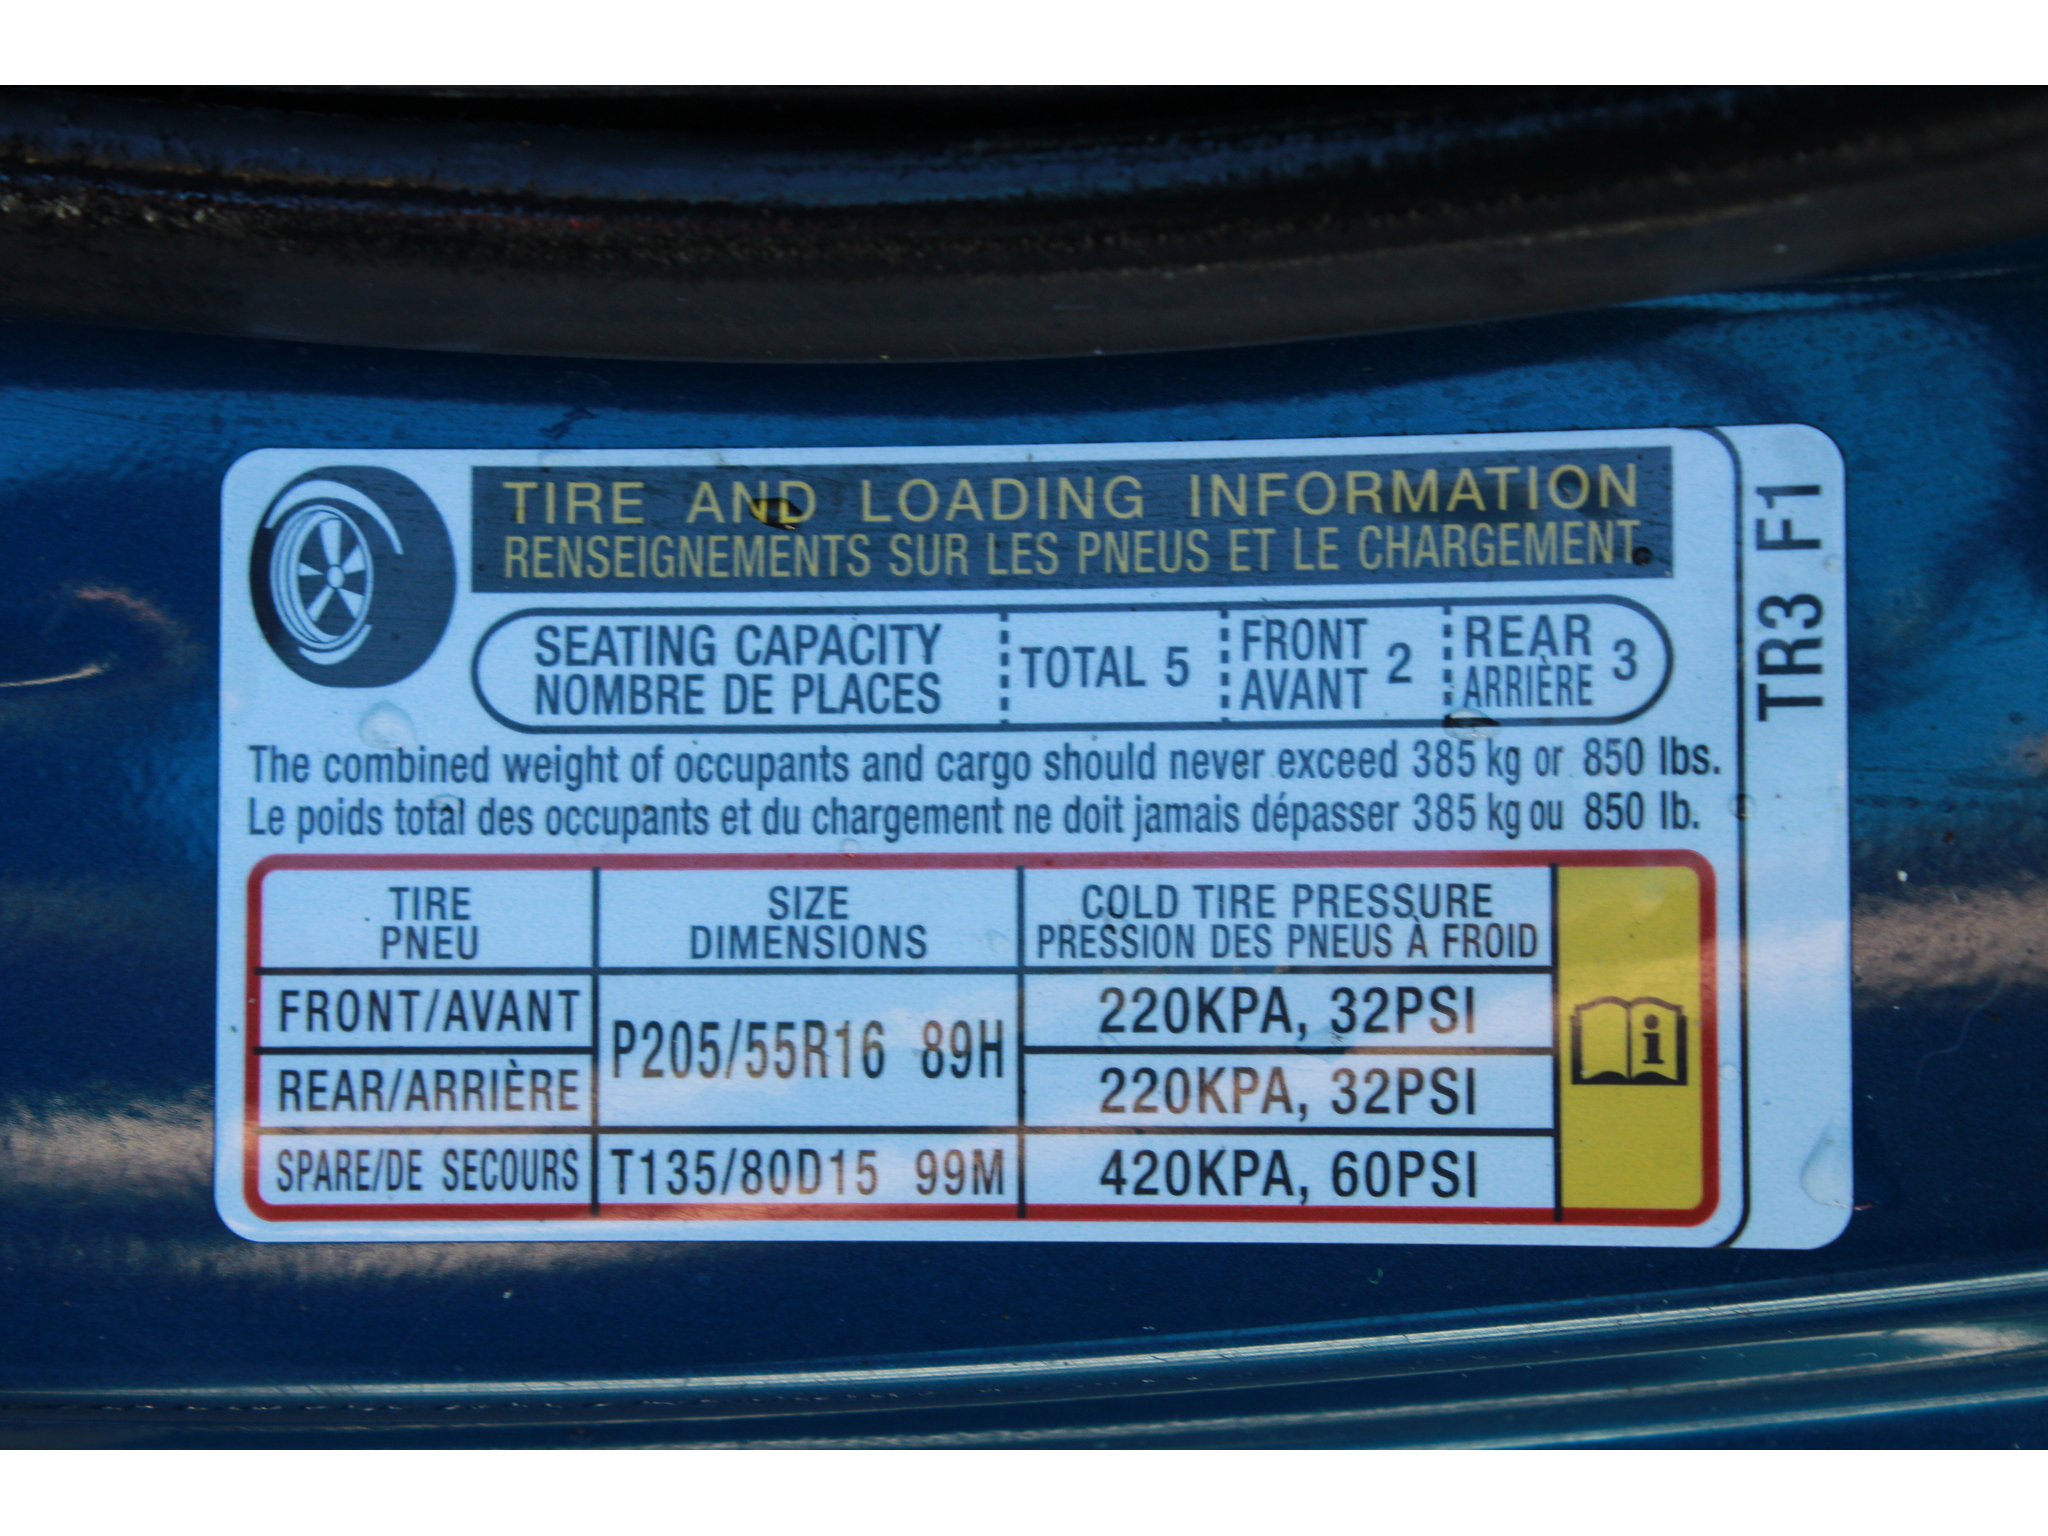 TIRE AND LOADING INFORMATION
RENSEIGNEMENTS SUR LES PNEUS ET LE CHARGEMENT
SEATING CAPACITY
NOMBRE DE PLACES
TOTAL 5
FRONT
AVANT
2
REAR
ARRIÈRE
3
The combined weight of occupants and cargo should never exceed 385 kg or 850 lbs.
Le poids total des occupants et du chargement ne doit jamais dépasser 385 kg ou 850 lb.
TIRE
PNEU
SIZE
DIMENSIONS
COLD TIRE PRESSURE
PRESSION DES PNEUS À FROID
FRONT/AVANT
P205/55R16 89H
220KPA, 32PSI
REAR/ARRIÈRE
220KPA, 32PSI
SPARE/DE SECOURS
T135/80D15 99M
420KPA, 60PSI
i
TR3 F1